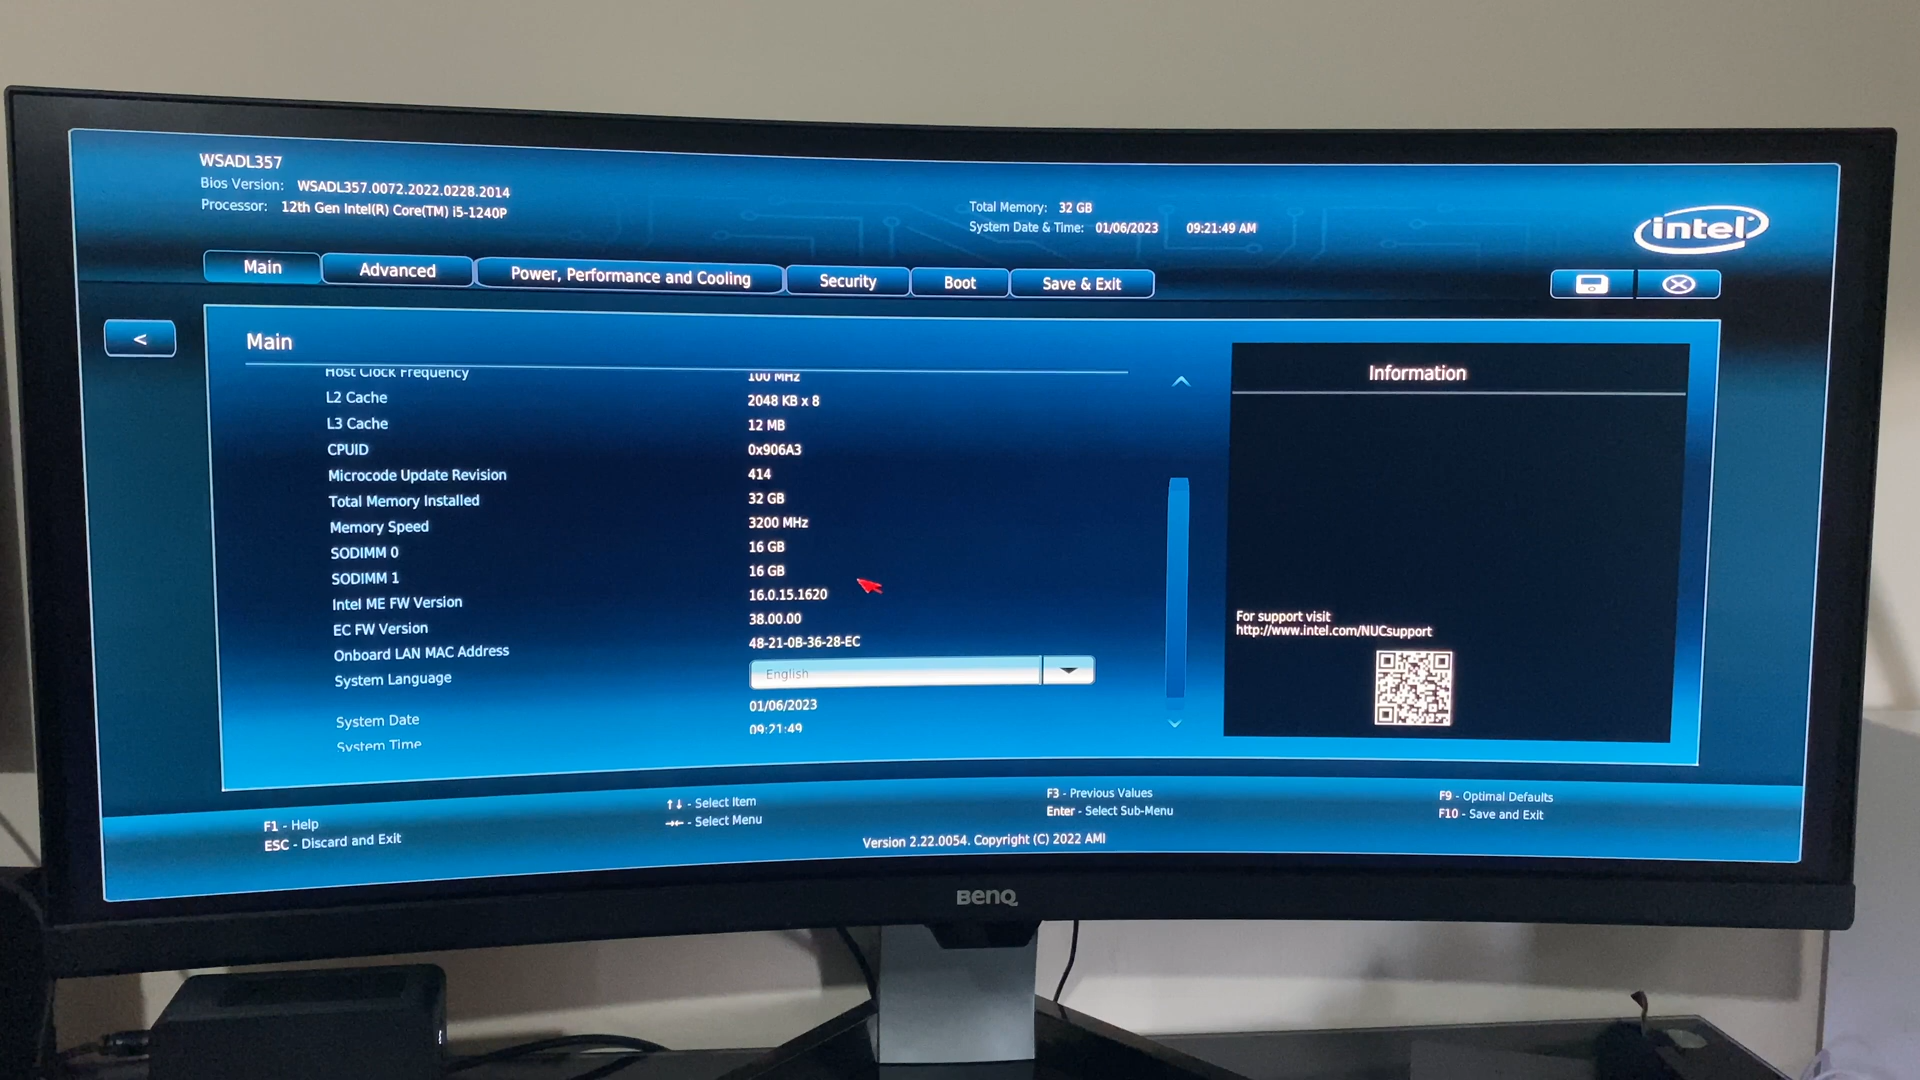 WSADL357
Bios Version: WSADL357.0072.2022.0228.2014
Processor: 12th Gen Intel(R) Core(TM) i5-1240P
Total Memory: 32 GB
System Date & Time: 01/06/2023 09:21:49 AM
intel
Main Advanced Power, Performance and Cooling Security Boot Save & Exit
<
Main
Host Clock Frequency 100 MHz
L2 Cache 2048 KB x 8
L3 Cache 12 MB
CPUID 0x906A3
Microcode Update Revision 414
Total Memory Installed 32 GB
Memory Speed 3200 MHz
SODIMM 0 16 GB
SODIMM 1 16 GB
Intel ME FW Version 16.0.15.1620
EC FW Version 38.00.00
Onboard LAN MAC Address 48-21-0B-36-28-EC
System Language English
System Date 01/06/2023
System Time 09:21:49
Information
For support visit
http://www.intel.com/NUCsupport
F1 - Help
ESC - Discard and Exit
↑↓ - Select Item
→← - Select Menu
F3 - Previous Values
Enter - Select Sub-Menu
F9 - Optimal Defaults
F10 - Save and Exit
Version 2.22.0054. Copyright (C) 2022 AMI
BenQ